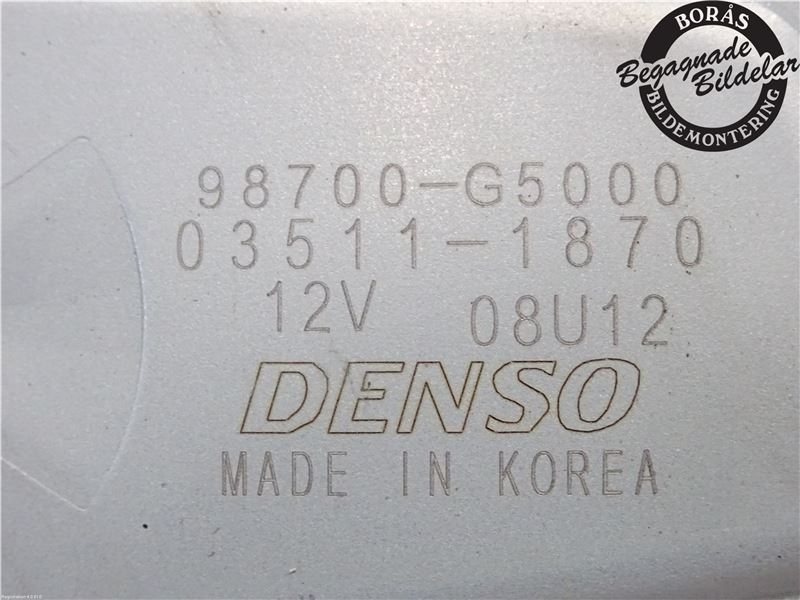 BORÅS
Begagnade
Bildelar
BILDEMONTERING
98700-G5000
03511-1870
12V 08U12
DENSO
MADE IN KOREA